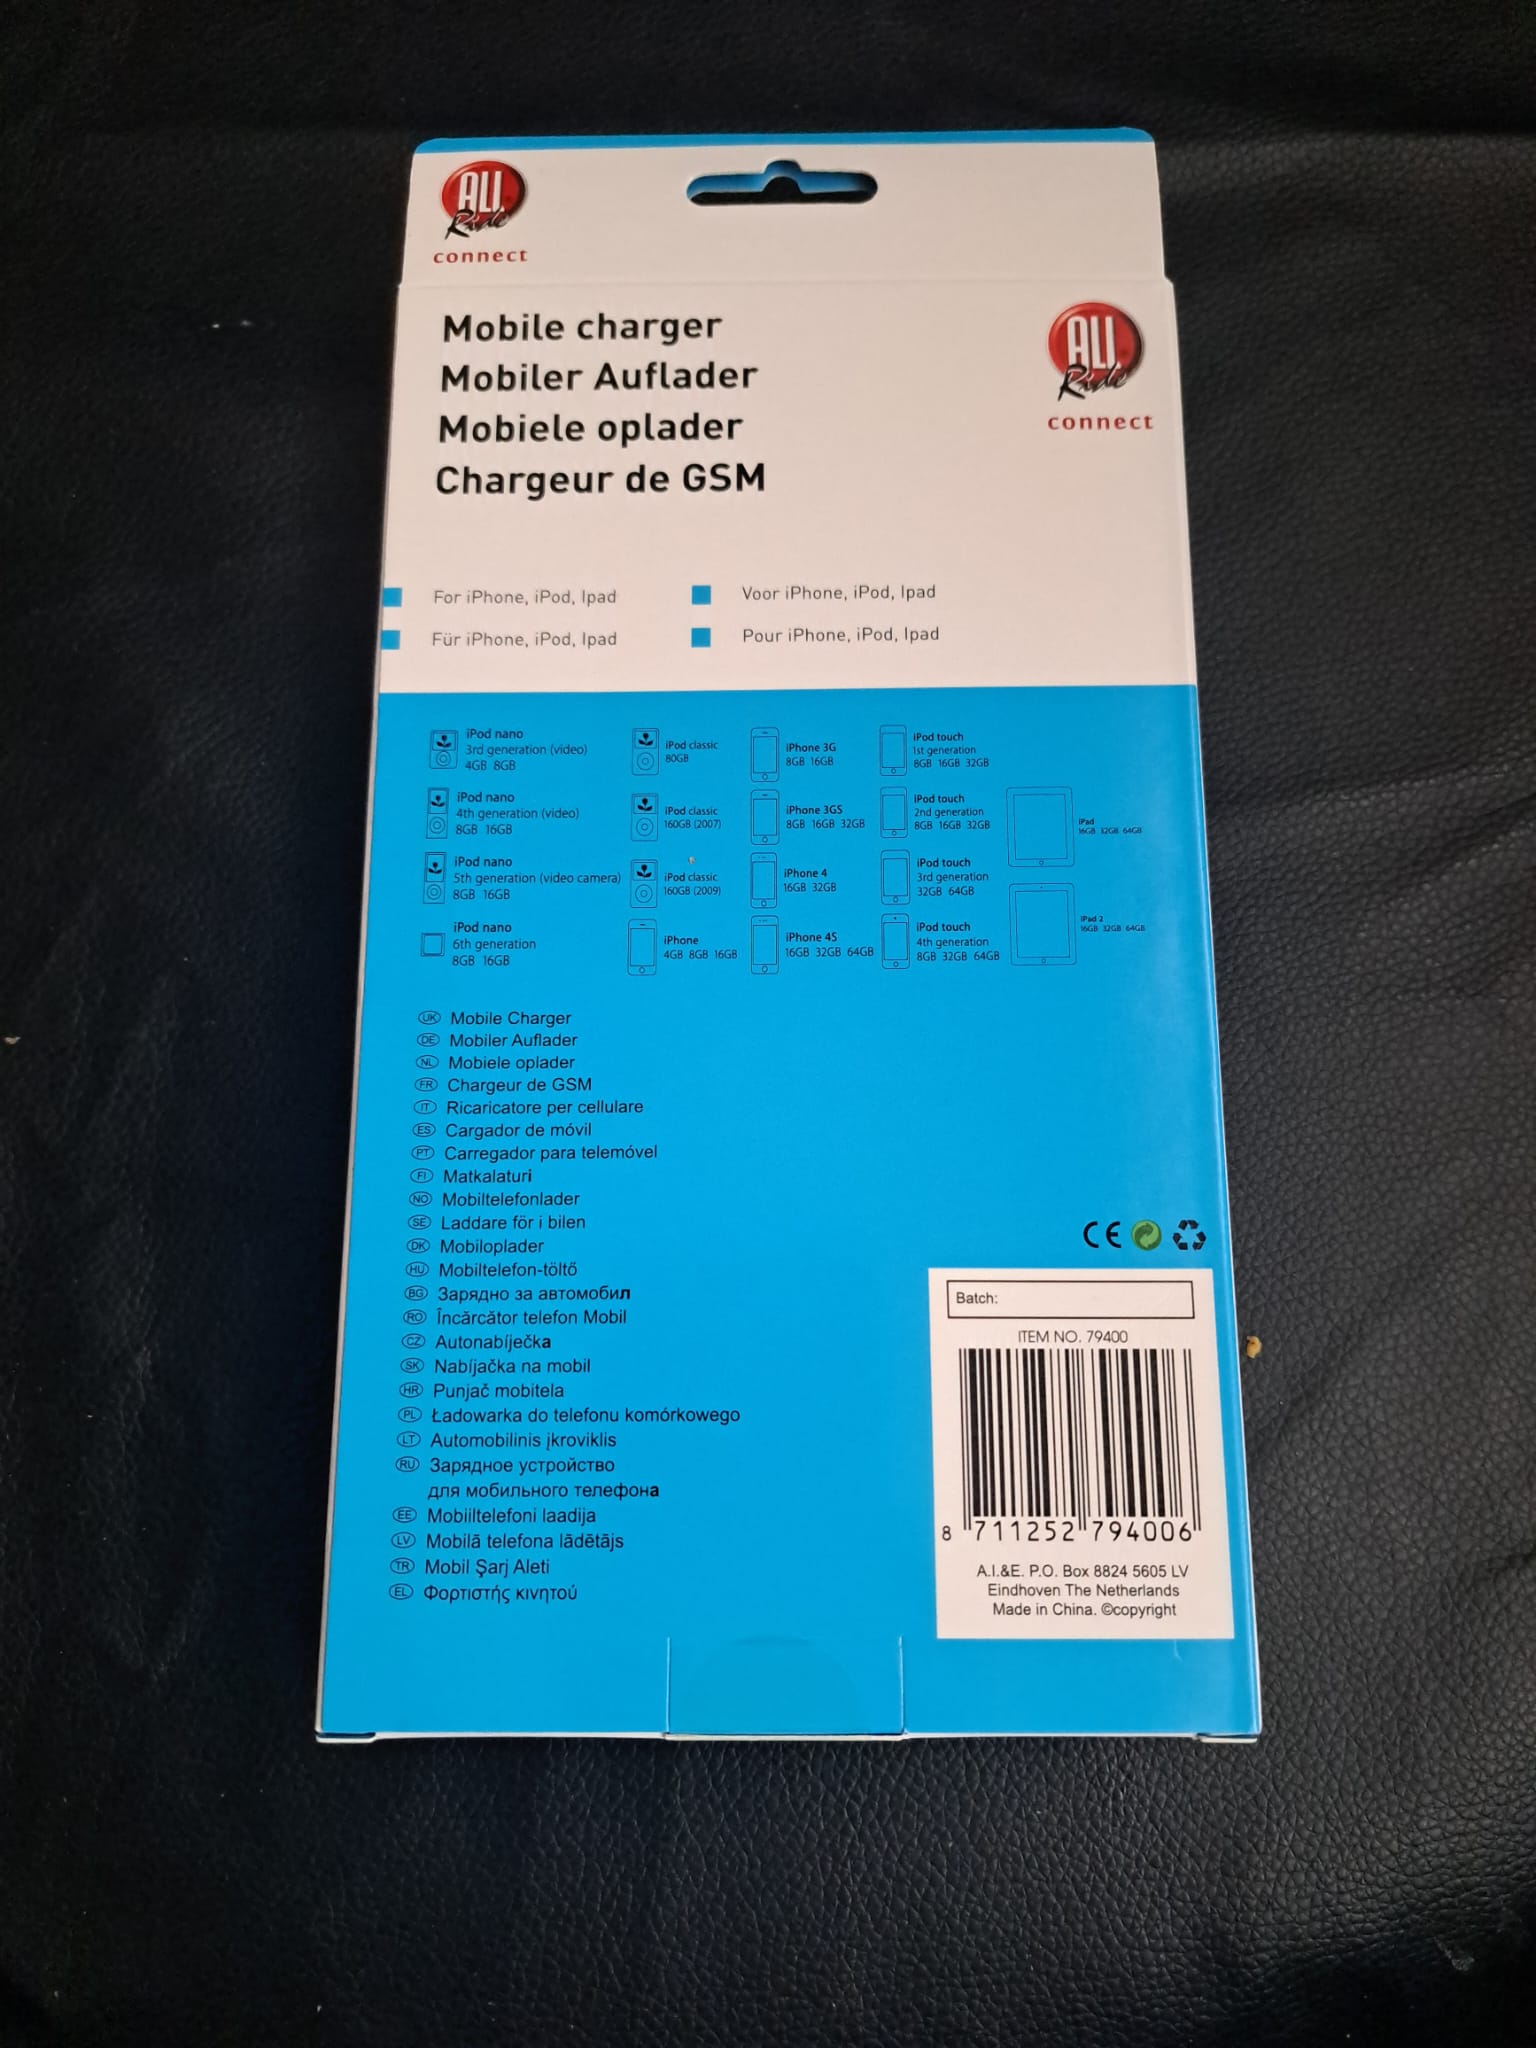 ALL
Ride
connect
ALL
Ride
connect
Mobile charger
Mobiler Auflader
Mobiele oplader
Chargeur de GSM
For iPhone, iPod, Ipad
Für iPhone, iPod, Ipad
Voor iPhone, iPod, Ipad
Pour iPhone, iPod, Ipad
iPod nano
3rd generation (video)
4GB 8GB
iPod nano
4th generation (video)
8GB 16GB
iPod nano
5th generation (video camera)
8GB 16GB
iPod nano
6th generation
8GB 16GB
iPod classic
80GB
iPod classic
160GB (2007)
iPod classic
160GB (2009)
iPhone
4GB 8GB 16GB
iPhone 3G
8GB 16GB
iPhone 3GS
8GB 16GB 32GB
iPhone 4
16GB 32GB
iPhone 4S
16GB 32GB 64GB
iPod touch
1st generation
8GB 16GB 32GB
iPod touch
2nd generation
8GB 16GB 32GB
iPod touch
3rd generation
32GB 64GB
iPod touch
4th generation
8GB 32GB 64GB
iPad
16GB 32GB 64GB
iPad 2
16GB 32GB 64GB
UK Mobile Charger
DE Mobiler Auflader
NL Mobiele oplader
FR Chargeur de GSM
IT Ricaricatore per cellulare
ES Cargador de móvil
PT Carregador para telemóvel
FI Matkalaturi
NO Mobiltelefonlader
SE Laddare för i bilen
DK Mobiloplader
HU Mobiltelefon-töltő
BG Зарядно за автомобил
RO Încărcător telefon Mobil
CZ Autonabíječka
SK Nabíjačka na mobil
HR Punjač mobitela
PL Ładowarka do telefonu komórkowego
LT Automobilinis įkroviklis
RU Зарядное устройство
для мобильного телефона
EE Mobiiltelefoni laadija
LV Mobilā telefona lādētājs
TR Mobil Şarj Aleti
EL Φορτιστής κινητού
CE
Batch:
ITEM NO. 79400
8 711252 794006
A.I.&E. P.O. Box 8824 5605 LV
Eindhoven The Netherlands
Made in China. ©copyright